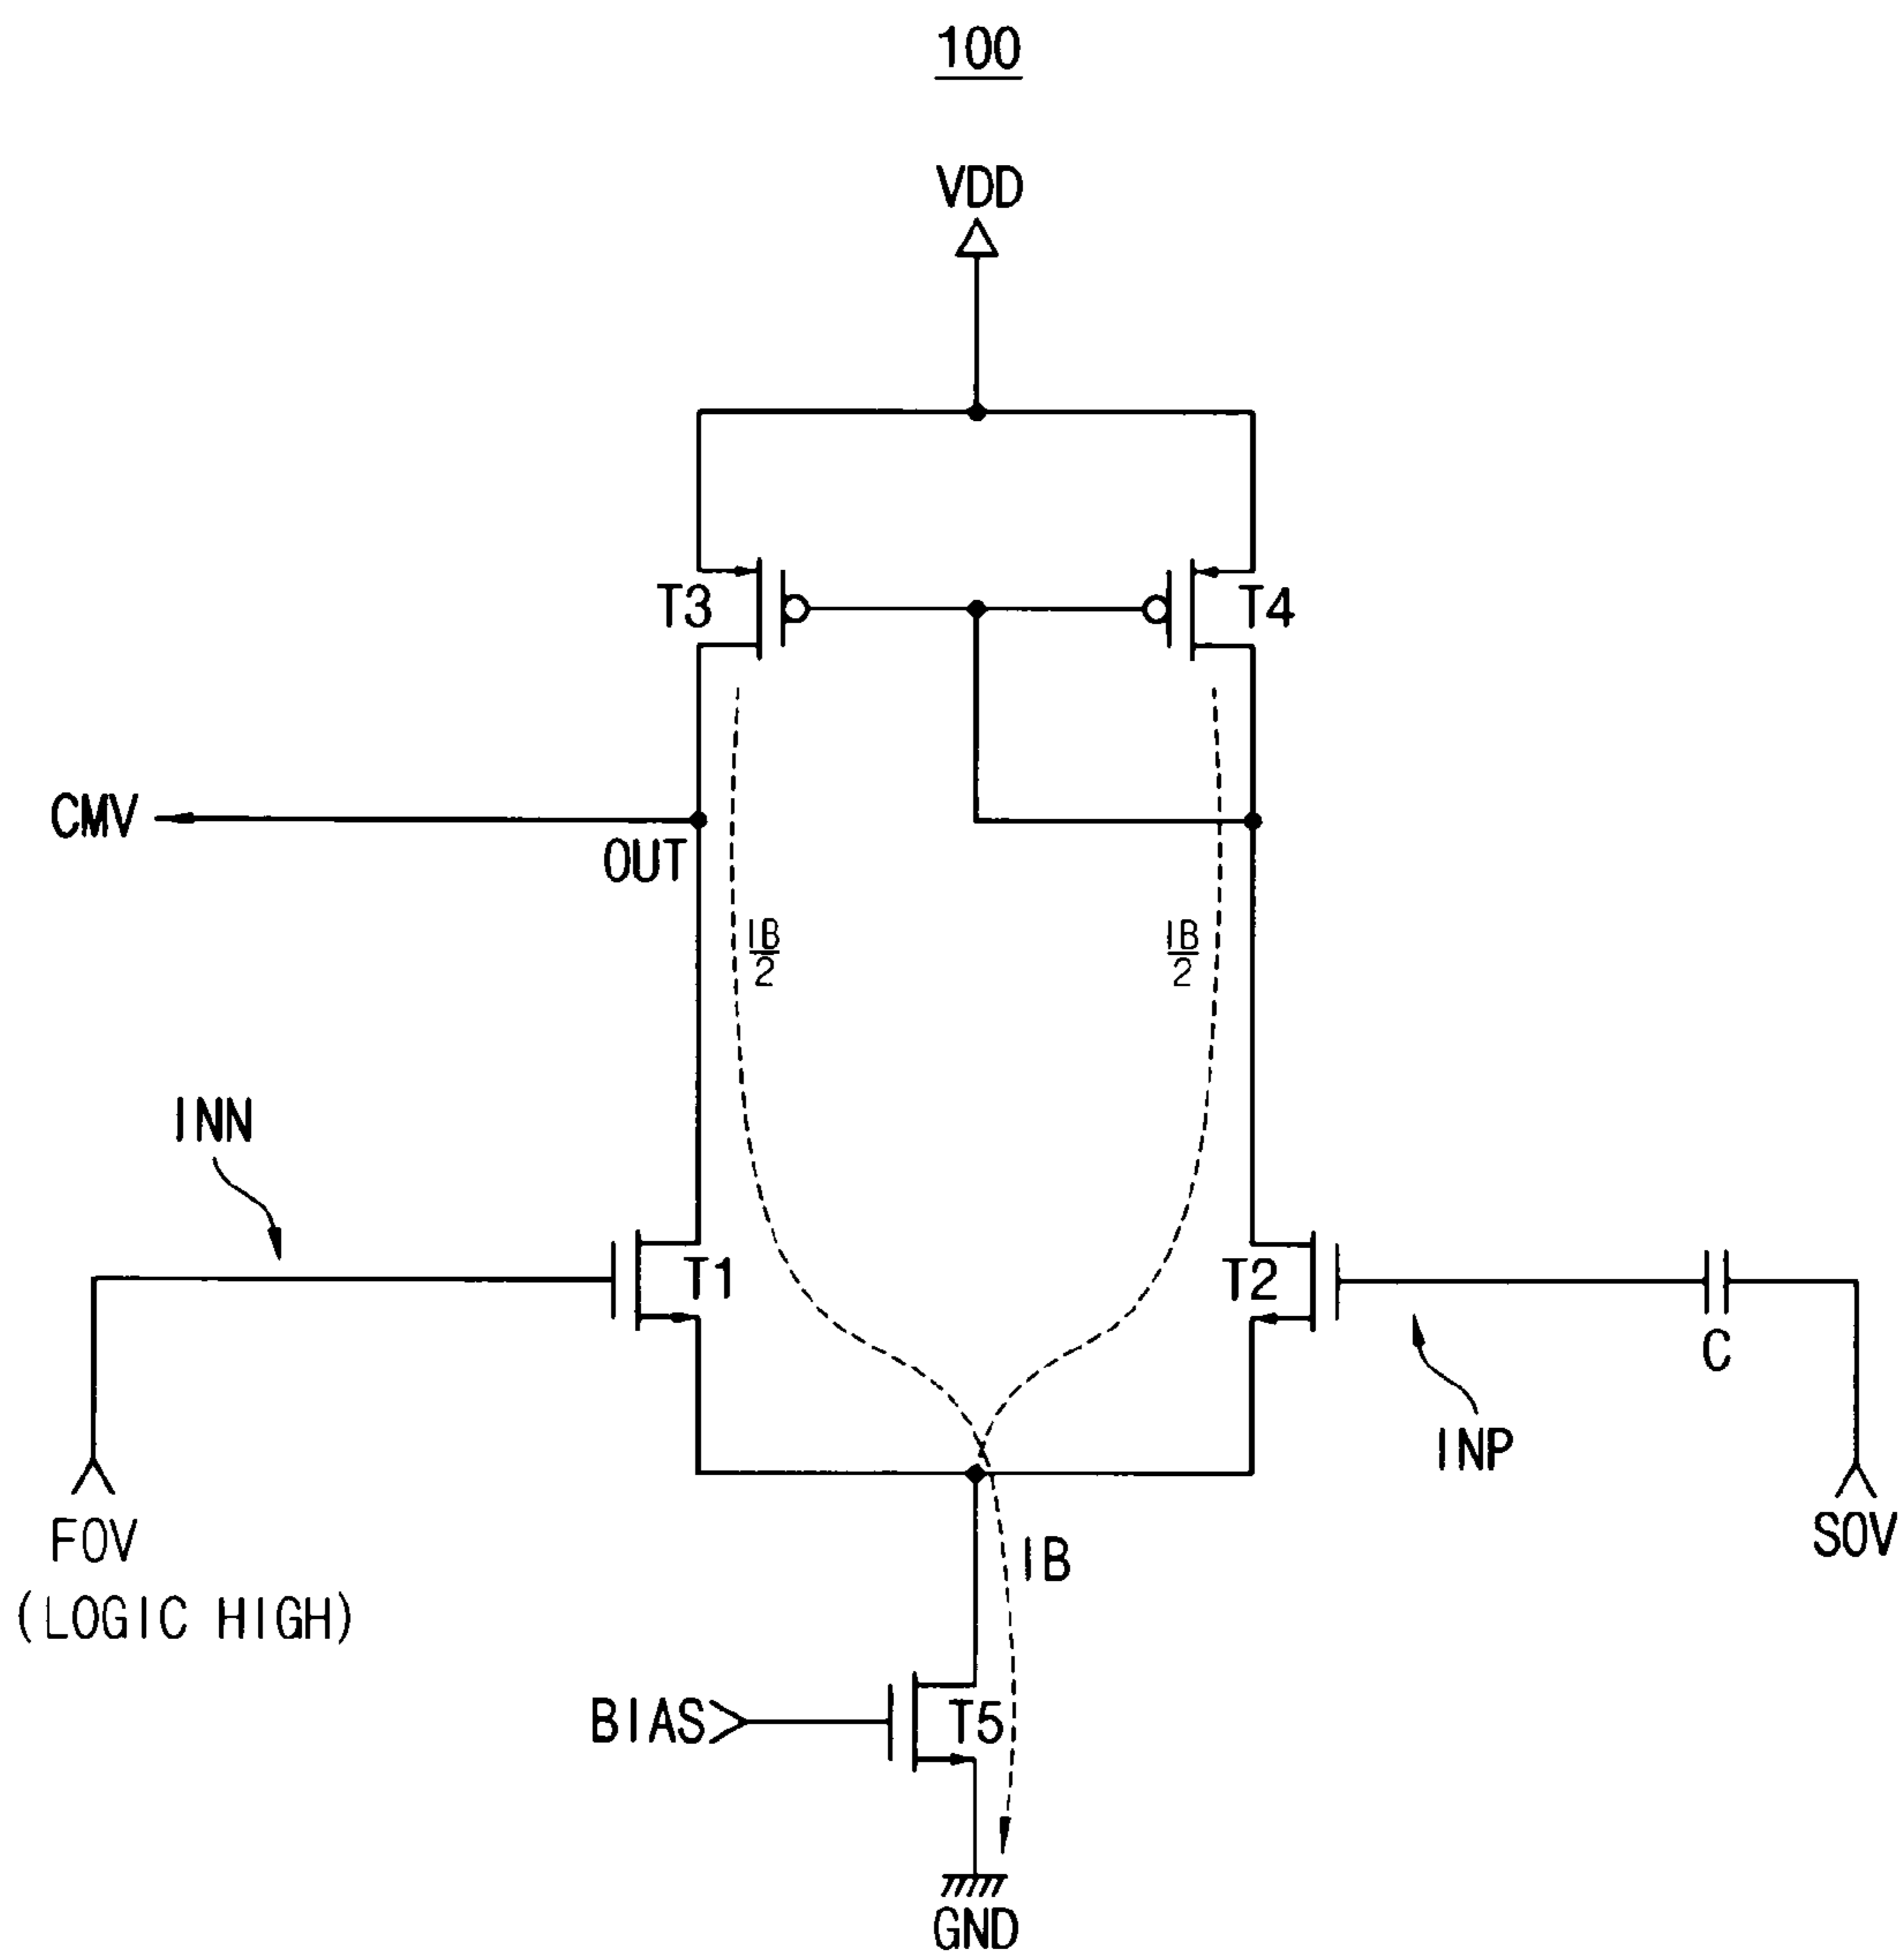 100
VDD
T3
T4
CMV
OUT
IB
2
IB
2
INN
T1
T2
C
INP
FOV
(LOGIC HIGH)
SOV
IB
BIAS
T5
GND